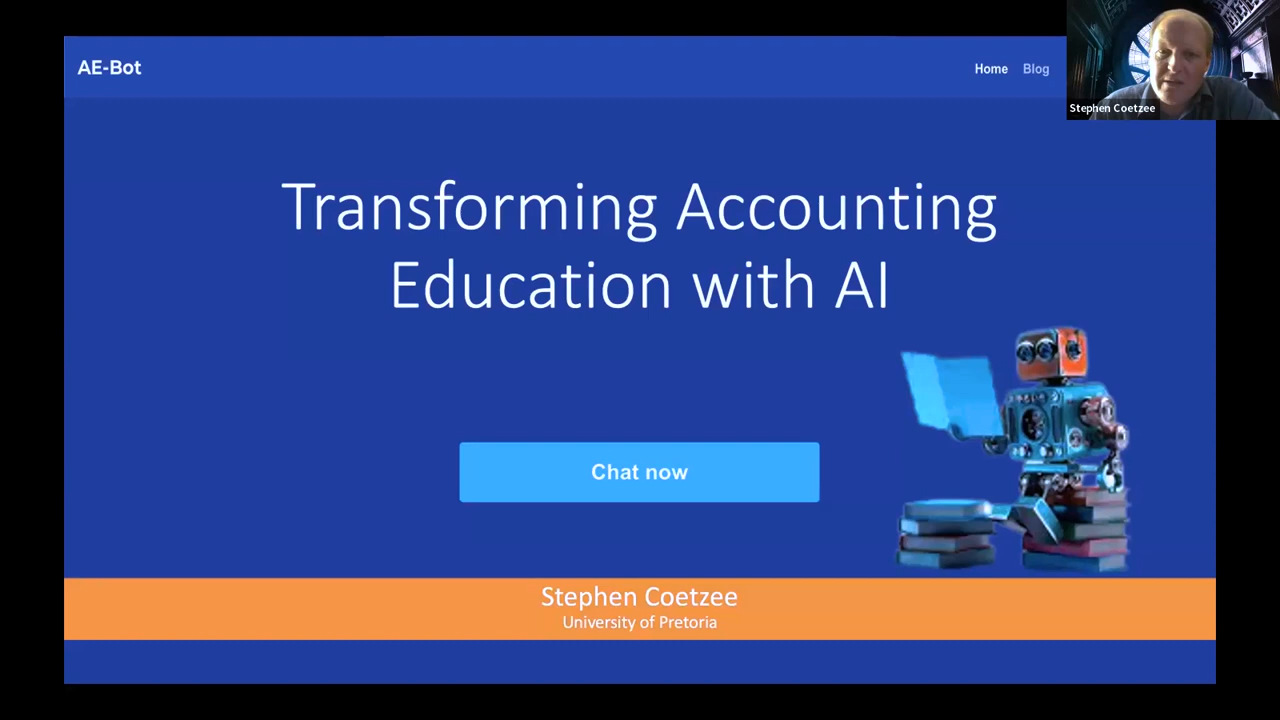 AE-Bot
Home Blog
Stephen Coetzee
Transforming Accounting
Education with AI
Chat now
Stephen Coetzee
University of Pretoria